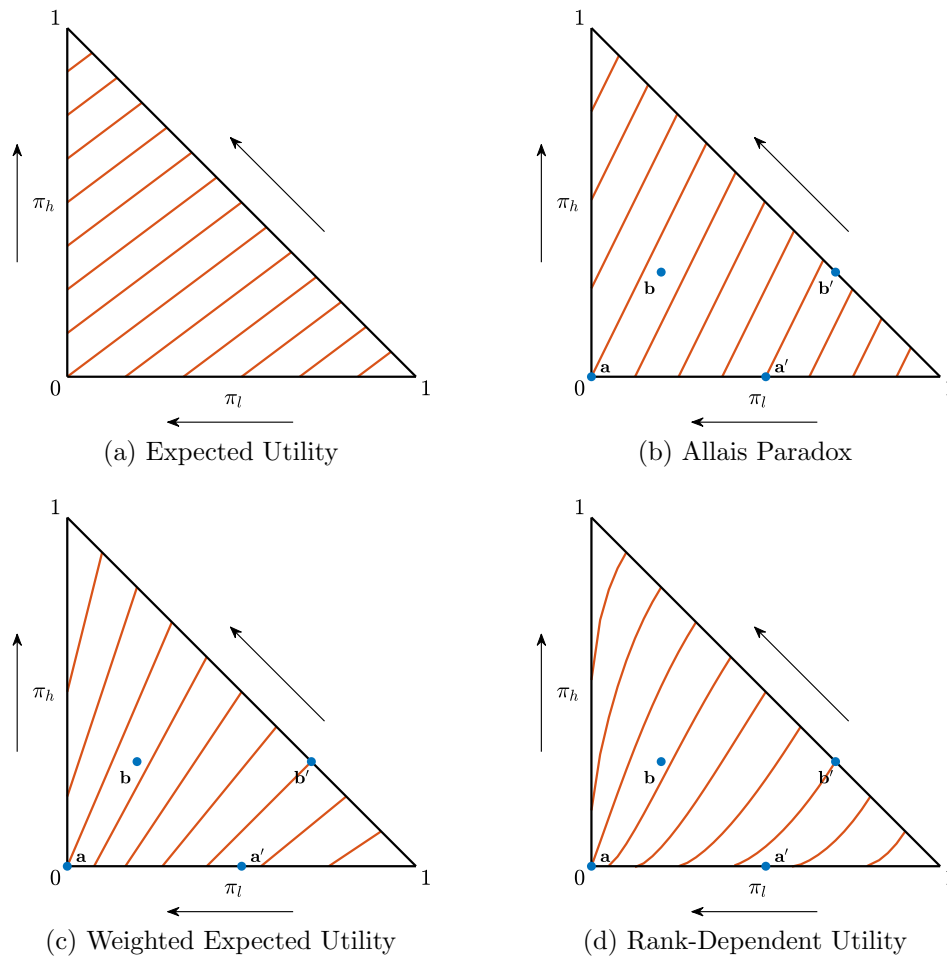 1
π_h
0
π_l
1
(a) Expected Utility
1
π_h
b
b′
a
a′
0
π_l
(b) Allais Paradox
1
π_h
b
b′
a
a′
0
π_l
1
(c) Weighted Expected Utility
1
π_h
b
b′
a
a′
0
π_l
(d) Rank-Dependent Utility